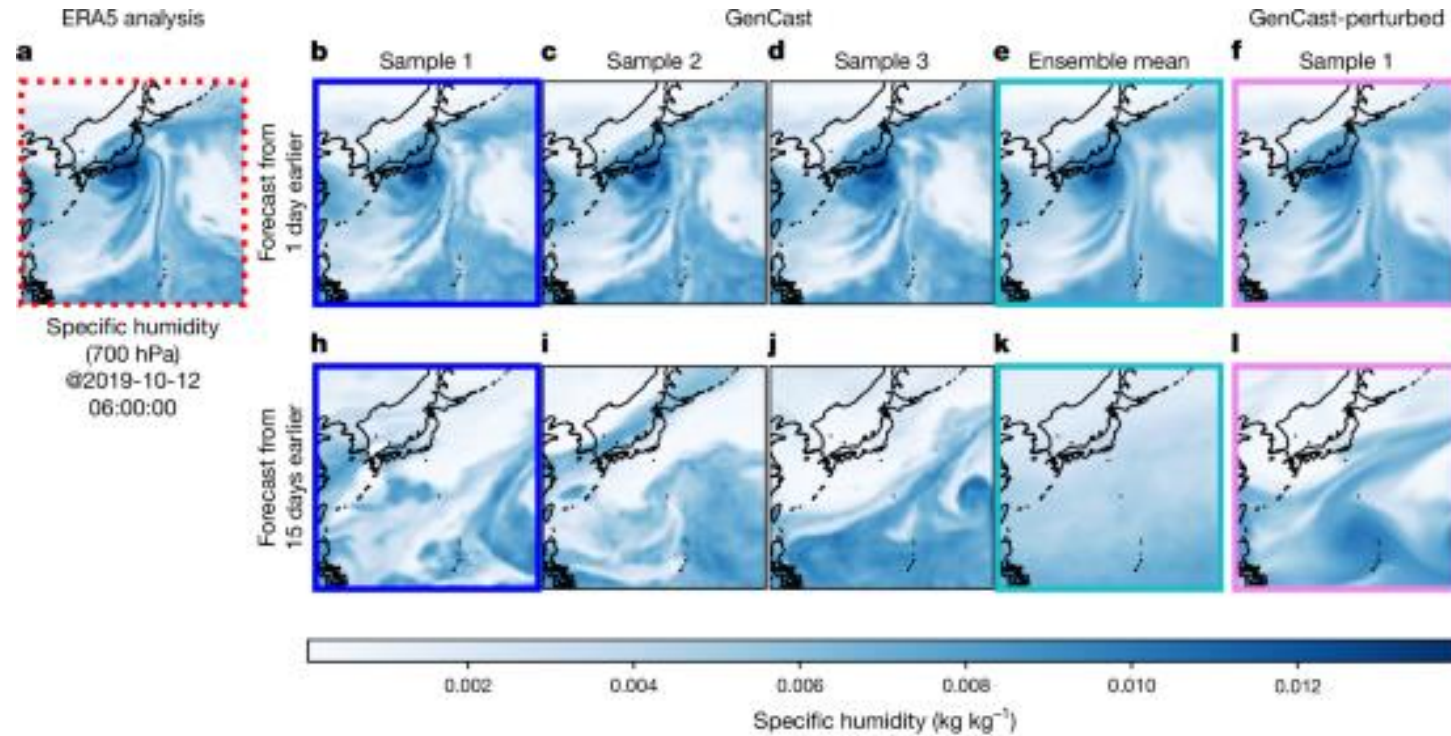 ERA5 analysis
GenCast
GenCast-perturbed
a
b
Sample 1
c
Sample 2
d
Sample 3
e
Ensemble mean
f
Sample 1
Forecast from
1 day earlier
Specific humidity
(700 hPa)
@2019-10-12
06:00:00
h
i
j
k
l
Forecast from
15 days earlier
0.002
0.004
0.006
0.008
0.010
0.012
Specific humidity (kg kg⁻¹)